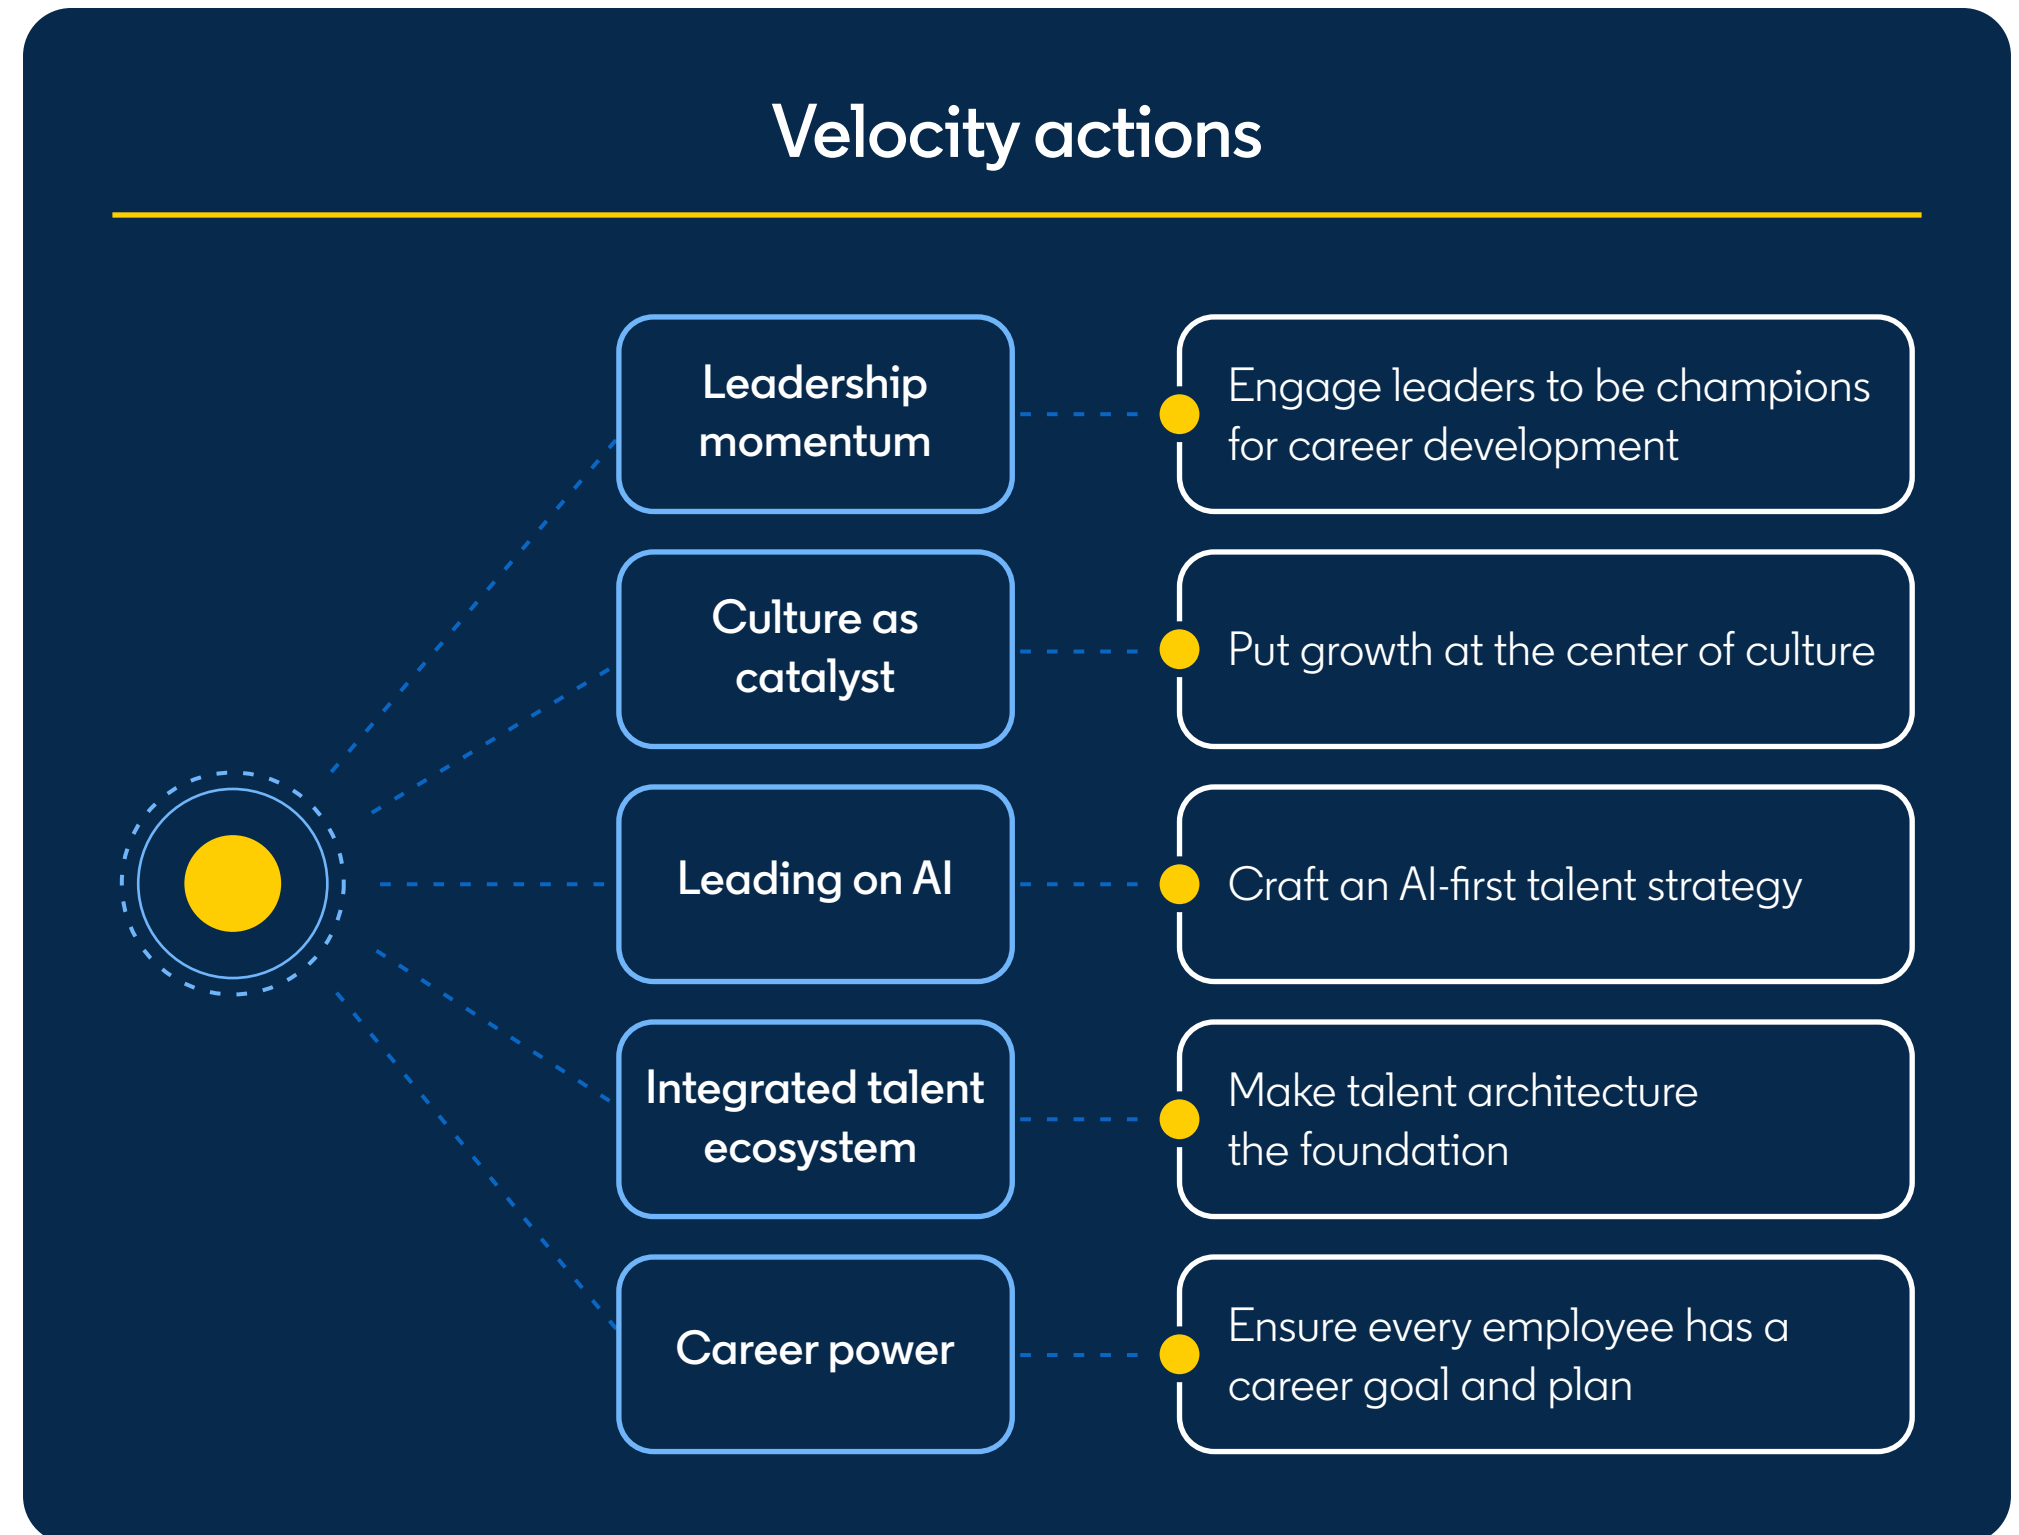 Velocity actions
Leadership
momentum
Engage leaders to be champions
for career development
Culture as
catalyst
Put growth at the center of culture
Leading on AI
Craft an AI-first talent strategy
Integrated talent
ecosystem
Make talent architecture
the foundation
Career power
Ensure every employee has a
career goal and plan